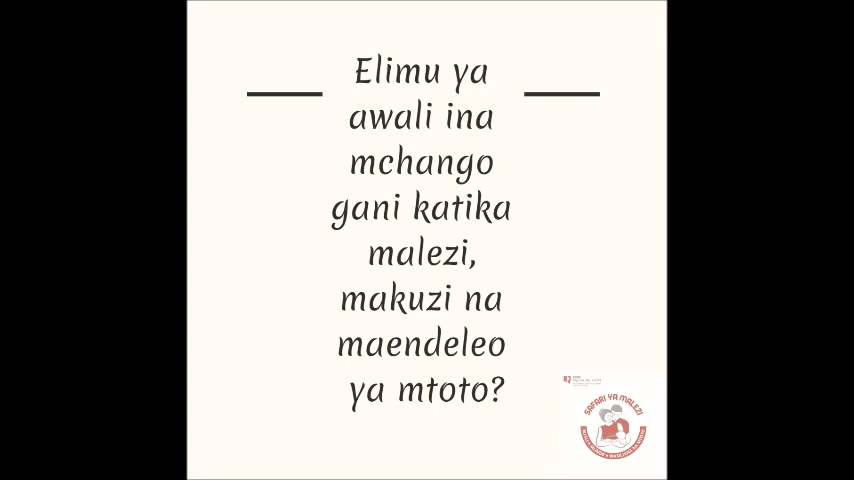 Elimu ya
awali ina
mchango
gani katika
malezi,
makuzi na
maendeleo
ya mtoto?
SAFARI YA MALEZI